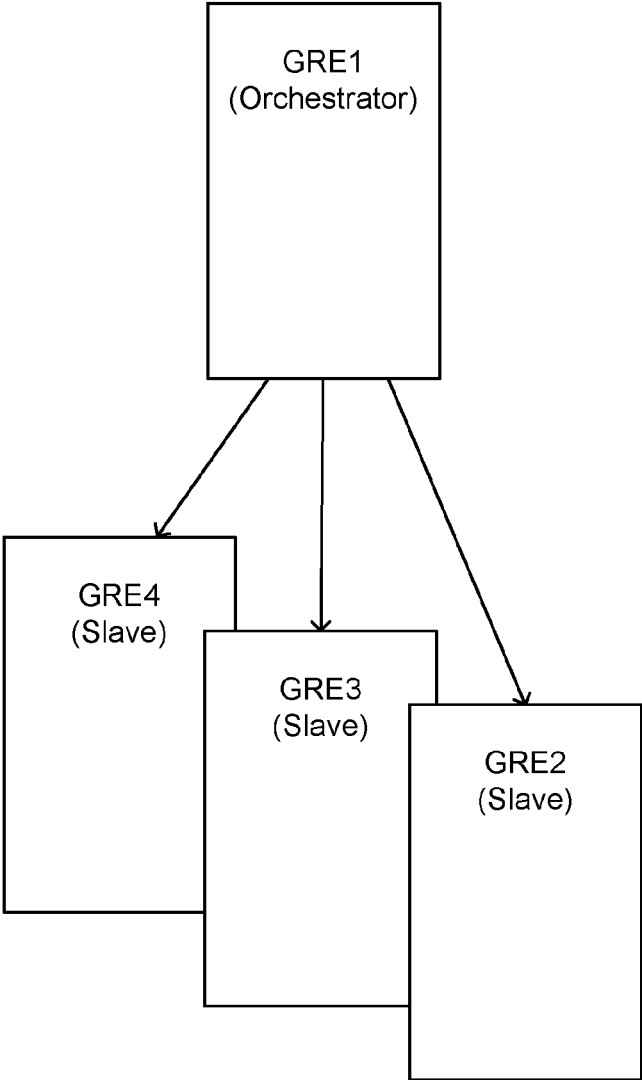 GRE1
(Orchestrator)
GRE4
(Slave)
GRE3
(Slave)
GRE2
(Slave)